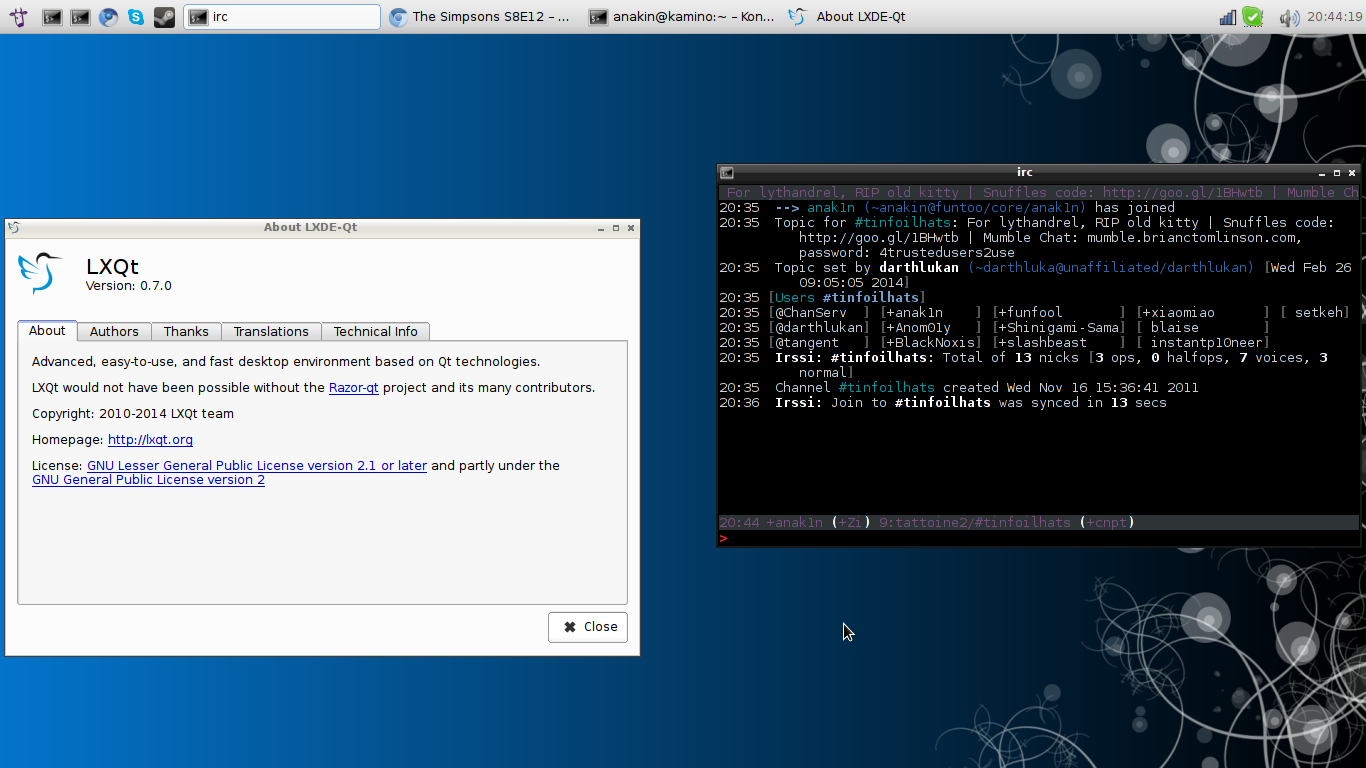 irc
The Simpsons S8E12 – ...
anakin@kamino:~ – Kon...
About LXDE-Qt
20:44:19
About LXDE-Qt
LXQt
Version: 0.7.0
About
Authors
Thanks
Translations
Technical Info
Advanced, easy-to-use, and fast desktop environment based on Qt technologies.
LXQt would not have been possible without the Razor-qt project and its many contributors.
Copyright: 2010-2014 LXQt team
Homepage: http://lxqt.org
License: GNU Lesser General Public License version 2.1 or later and partly under the
GNU General Public License version 2
Close
irc
For lythandrel, RIP old kitty | Snuffles code: http://goo.gl/1BHwtb | Mumble Ch
20:35 --> anak1n (~anakin@funtoo/core/anak1n) has joined
20:35 Topic for #tinfoilhats: For lythandrel, RIP old kitty | Snuffles code:
http://goo.gl/1BHwtb | Mumble Chat: mumble.brianctomlinson.com,
password: 4trustedusers2use
20:35 Topic set by darthlukan (~darthluka@unaffiliated/darthlukan) [Wed Feb 26
09:05:05 2014]
20:35 [Users #tinfoilhats]
20:35 [@ChanServ ] [+anak1n ] [+funfool ] [+xiaomiao ] [ setkeh]
20:35 [@darthlukan] [+Anom01y ] [+Shinigami-Sama] [ blaise ]
20:35 [@tangent ] [+BlackNoxis] [+slashbeast ] [ instantp10neer]
20:35 Irssi: #tinfoilhats: Total of 13 nicks [3 ops, 0 halfops, 7 voices, 3
normal]
20:35 Channel #tinfoilhats created Wed Nov 16 15:36:41 2011
20:36 Irssi: Join to #tinfoilhats was synced in 13 secs
20:44 +anak1n (+Zi) 9:tattoine2/#tinfoilhats (+cnpt)
>